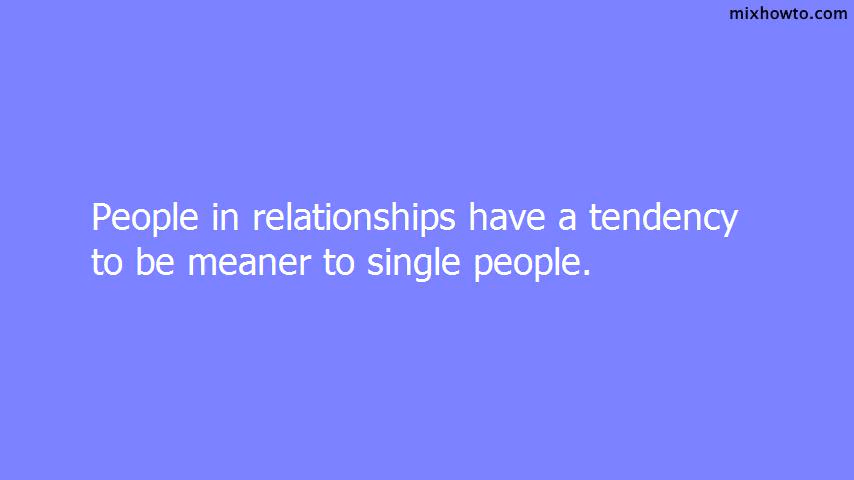 mixhowto.com
People in relationships have a tendency
to be meaner to single people.